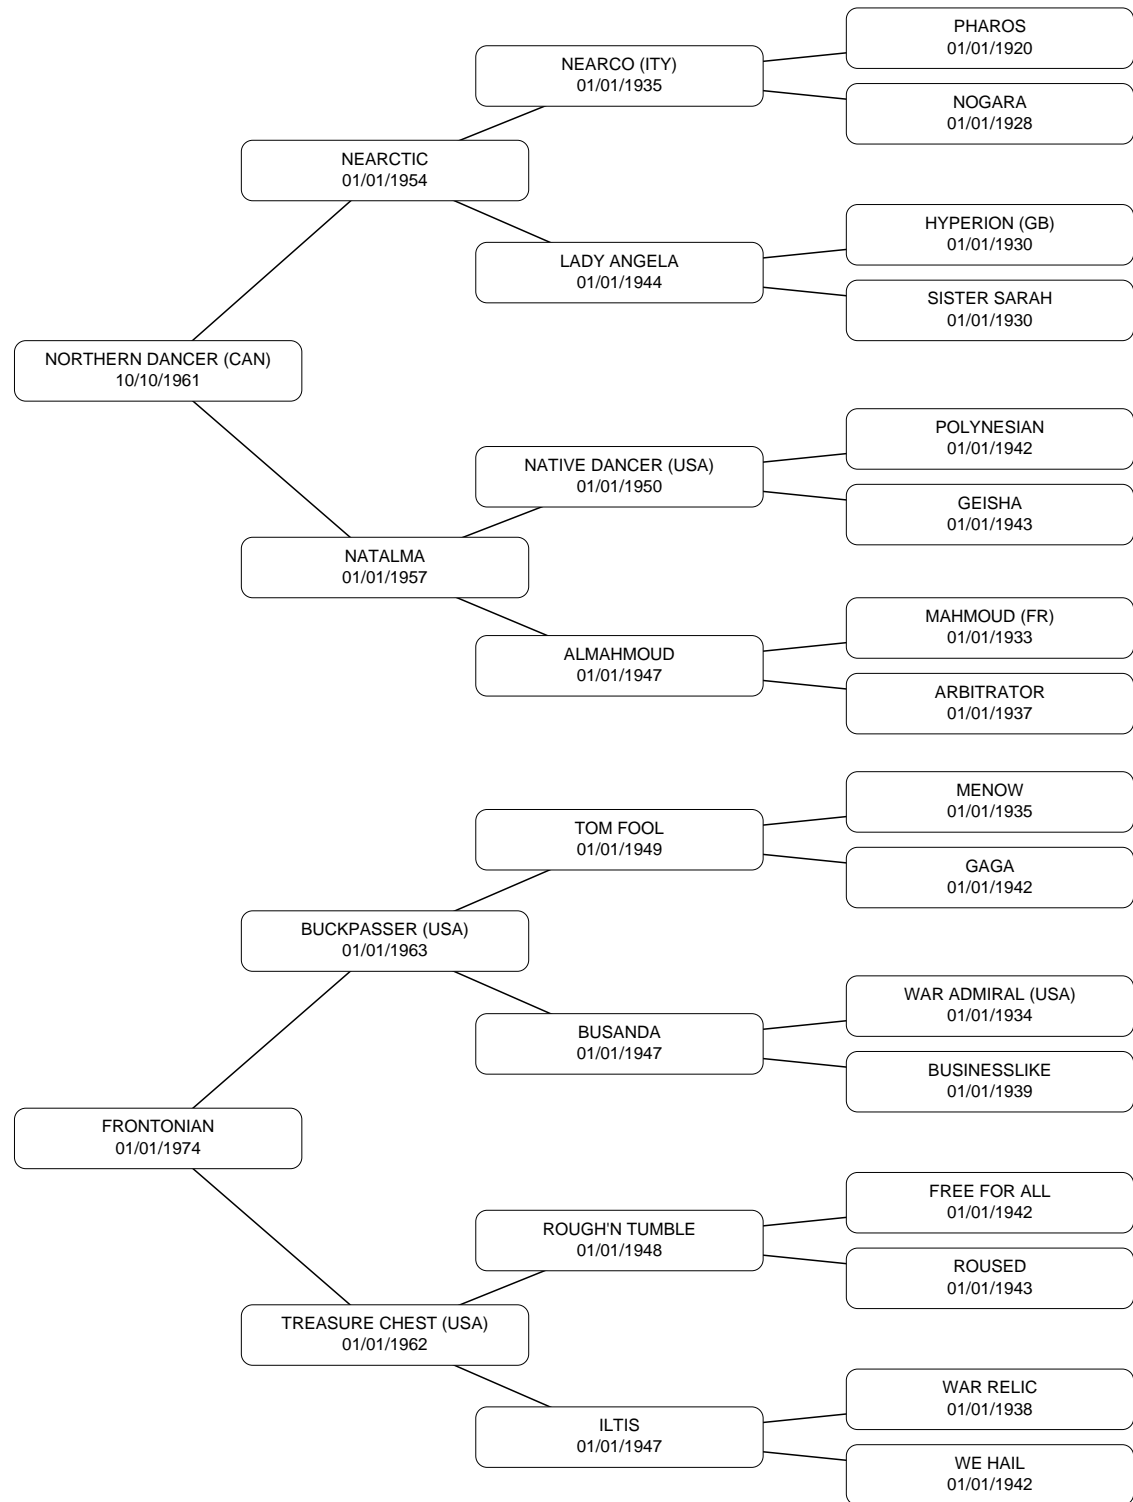 PHAROS
01/01/1920
NEARCO (ITY)
01/01/1935
NOGARA
01/01/1928
NEARCTIC
01/01/1954
HYPERION (GB)
01/01/1930
LADY ANGELA
01/01/1944
SISTER SARAH
01/01/1930
NORTHERN DANCER (CAN)
10/10/1961
POLYNESIAN
01/01/1942
NATIVE DANCER (USA)
01/01/1950
GEISHA
01/01/1943
NATALMA
01/01/1957
MAHMOUD (FR)
01/01/1933
ALMAHMOUD
01/01/1947
ARBITRATOR
01/01/1937
MENOW
01/01/1935
TOM FOOL
01/01/1949
GAGA
01/01/1942
BUCKPASSER (USA)
01/01/1963
WAR ADMIRAL (USA)
01/01/1934
BUSANDA
01/01/1947
BUSINESSLIKE
01/01/1939
FRONTONIAN
01/01/1974
FREE FOR ALL
01/01/1942
ROUGH'N TUMBLE
01/01/1948
ROUSED
01/01/1943
TREASURE CHEST (USA)
01/01/1962
WAR RELIC
01/01/1938
ILTIS
01/01/1947
WE HAIL
01/01/1942